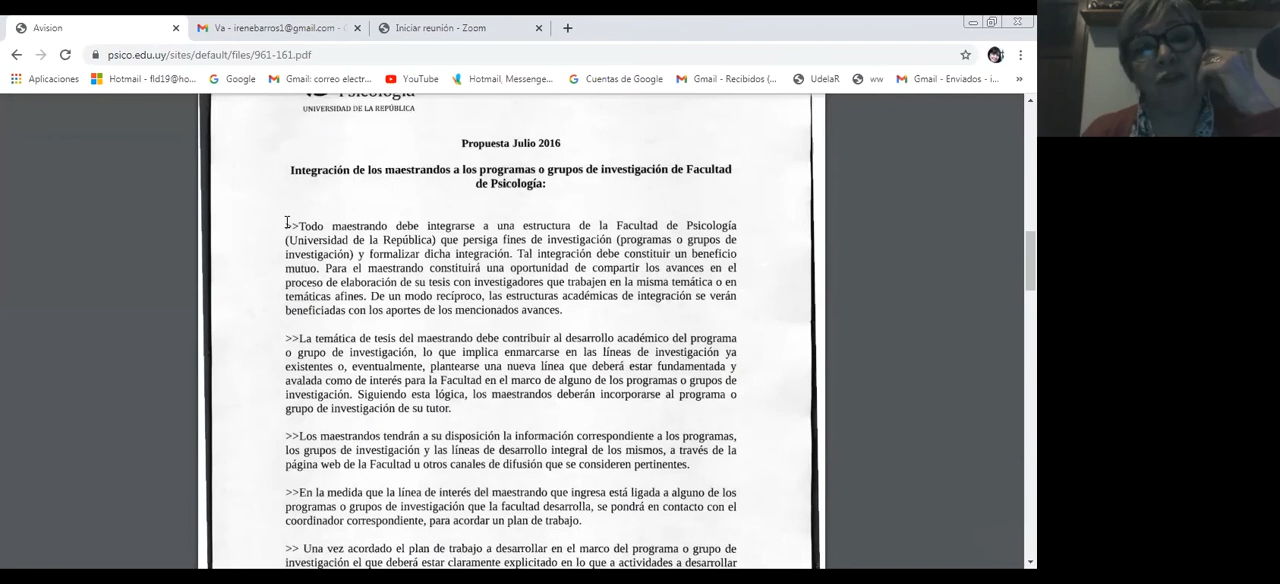 Avision
Va - irenebarros1@gmail.com -
Iniciar reunión - Zoom
psico.edu.uy/sites/default/files/961-161.pdf
Aplicaciones
Hotmail - fld19@ho...
Google
Gmail: correo electr...
YouTube
Hotmail, Messenge...
Cuentas de Google
Gmail - Recibidos (...
UdelaR
ww
Gmail - Enviados - i...
»
Psicología
UNIVERSIDAD DE LA REPÚBLICA
Propuesta Julio 2016
Integración de los maestrandos a los programas o grupos de investigación de Facultad
de Psicología:
>>Todo maestrando debe integrarse a una estructura de la Facultad de Psicología
(Universidad de la República) que persiga fines de investigación (programas o grupos de
investigación) y formalizar dicha integración. Tal integración debe constituir un beneficio
mutuo. Para el maestrando constituirá una oportunidad de compartir los avances en el
proceso de elaboración de su tesis con investigadores que trabajen en la misma temática o en
temáticas afines. De un modo recíproco, las estructuras académicas de integración se verán
beneficiadas con los aportes de los mencionados avances.
>>La temática de tesis del maestrando debe contribuir al desarrollo académico del programa
o grupo de investigación, lo que implica enmarcarse en las líneas de investigación ya
existentes o, eventualmente, plantearse una nueva línea que deberá estar fundamentada y
avalada como de interés para la Facultad en el marco de alguno de los programas o grupos de
investigación. Siguiendo esta lógica, los maestrandos deberán incorporarse al programa o
grupo de investigación de su tutor.
>>Los maestrandos tendrán a su disposición la información correspondiente a los programas,
los grupos de investigación y las líneas de desarrollo integral de los mismos, a través de la
página web de la Facultad u otros canales de difusión que se consideren pertinentes.
>>En la medida que la línea de interés del maestrando que ingresa está ligada a alguno de los
programas o grupos de investigación que la facultad desarrolla, se pondrá en contacto con el
coordinador correspondiente, para acordar un plan de trabajo.
>> Una vez acordado el plan de trabajo a desarrollar en el marco del programa o grupo de
investigación el que deberá estar claramente explicitado en lo que a actividades a desarrollar